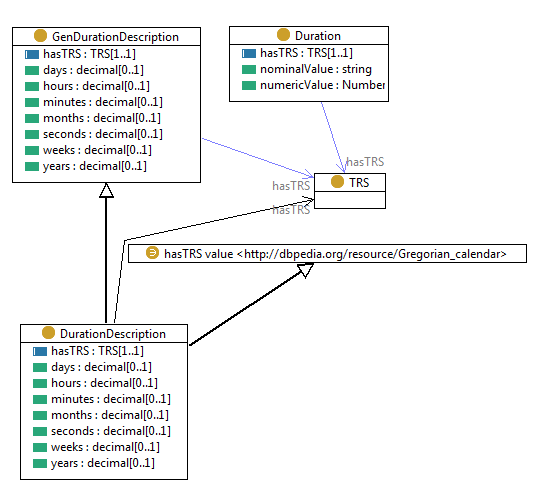 GenDurationDescription
hasTRS : TRS[1..1]
days : decimal[0..1]
hours : decimal[0..1]
minutes : decimal[0..1]
months : decimal[0..1]
seconds : decimal[0..1]
weeks : decimal[0..1]
years : decimal[0..1]
Duration
hasTRS : TRS[1..1]
nominalValue : string
numericValue : Number
hasTRS
hasTRS
TRS
hasTRS
hasTRS value <http://dbpedia.org/resource/Gregorian_calendar>
DurationDescription
hasTRS : TRS[1..1]
days : decimal[0..1]
hours : decimal[0..1]
minutes : decimal[0..1]
months : decimal[0..1]
seconds : decimal[0..1]
weeks : decimal[0..1]
years : decimal[0..1]